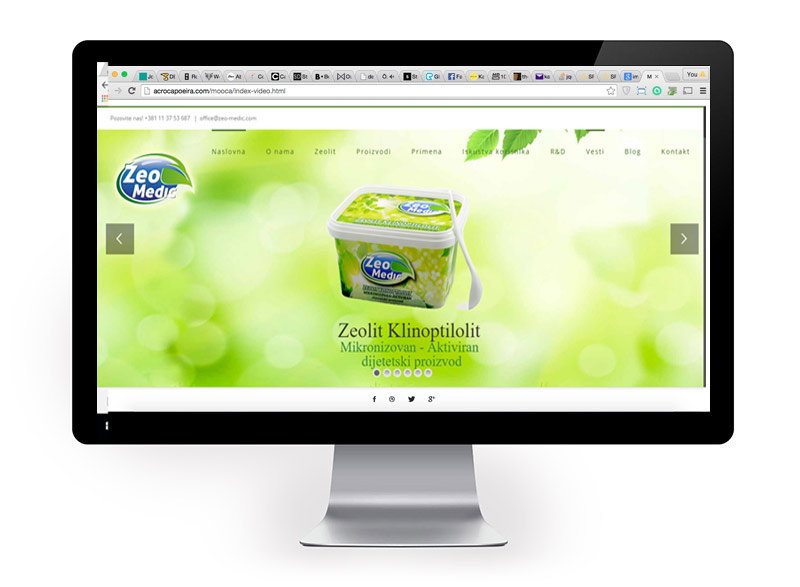 You
acrocapoeira.com/mooca/index-video.html
Pozovite nas! +381 11 37 53 687 | office@zeo-medic.com
Naslovna O nama Zeolit Proizvodi Primena Iskustva korisnika R&D Vesti Blog Kontakt
Zeo
Medic
Zeo
Medic
Zeolit Klinoptilolit
Mikronizovan - Aktiviran
dijetetski proizvod